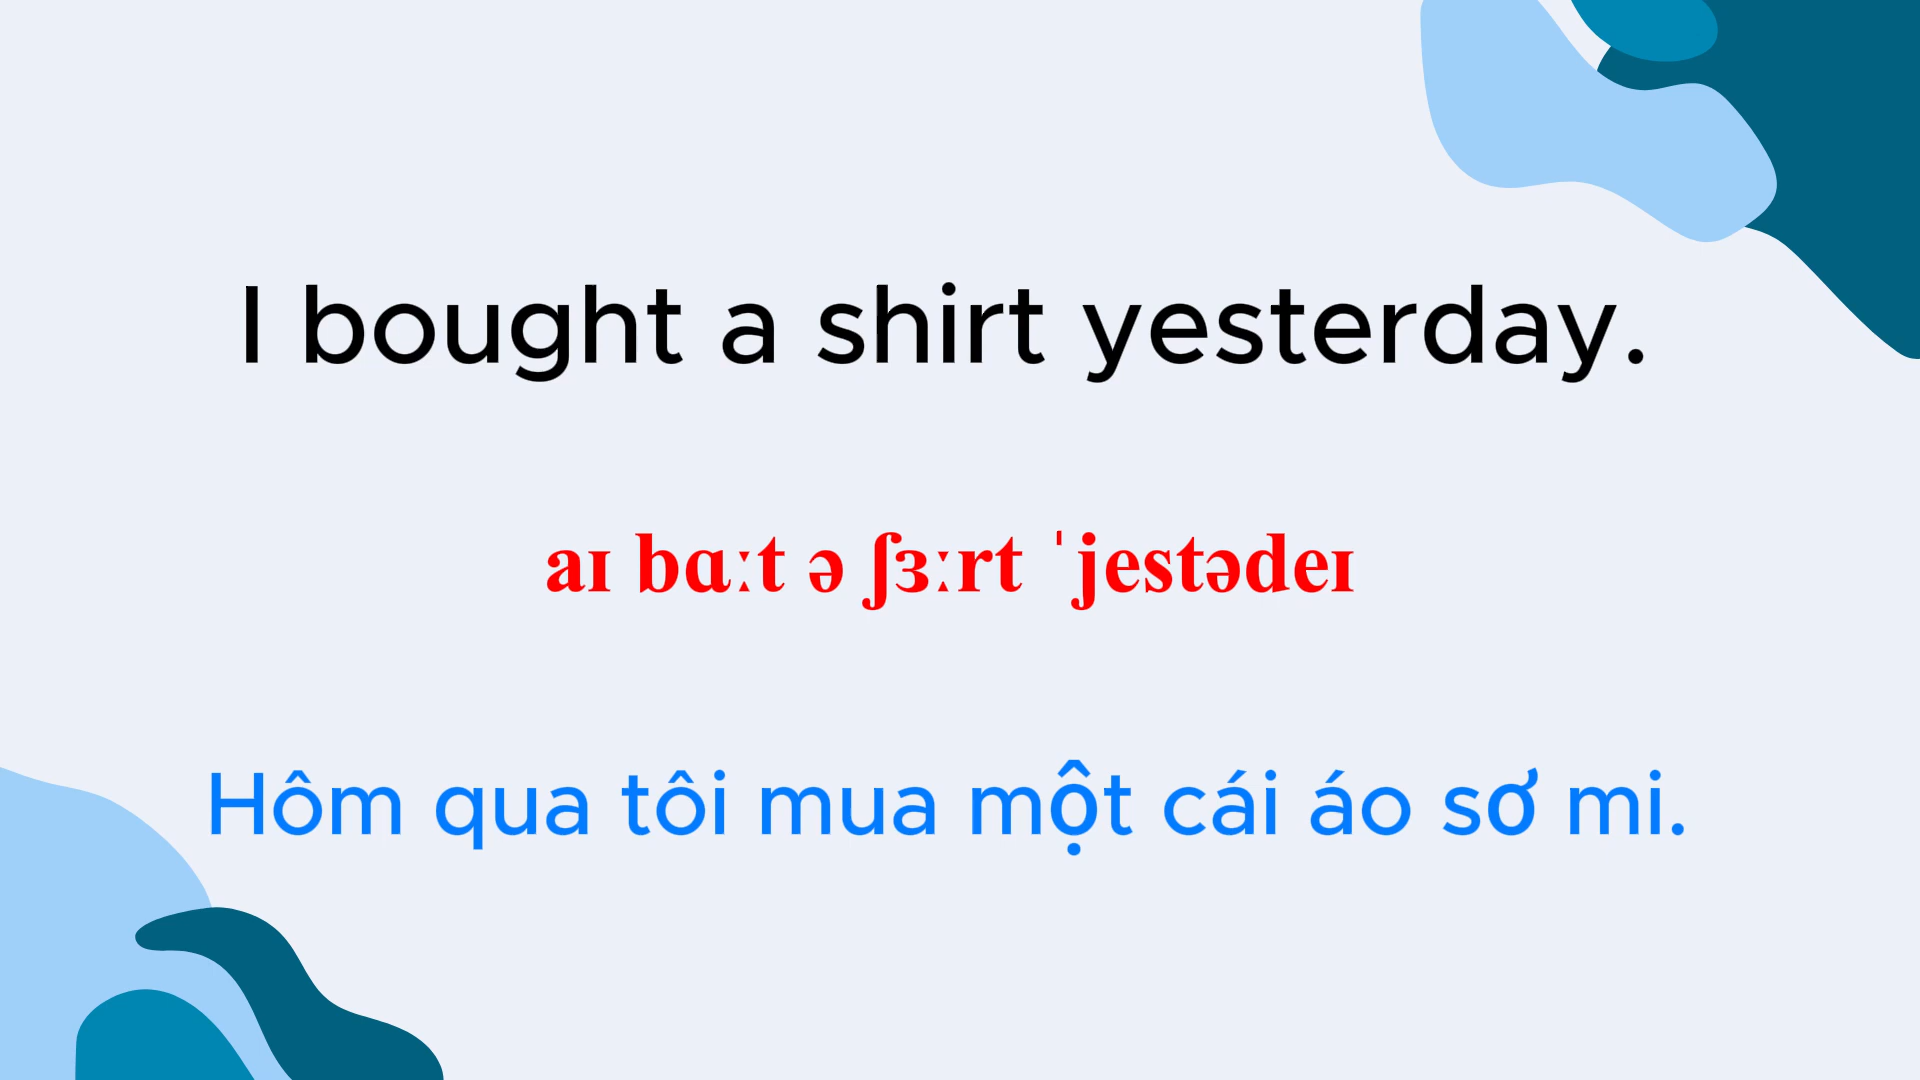 I bought a shirt yesterday.
aɪ bɑːt ə ʃɜːrt ˈjestədeɪ
Hôm qua tôi mua một cái áo sơ mi.